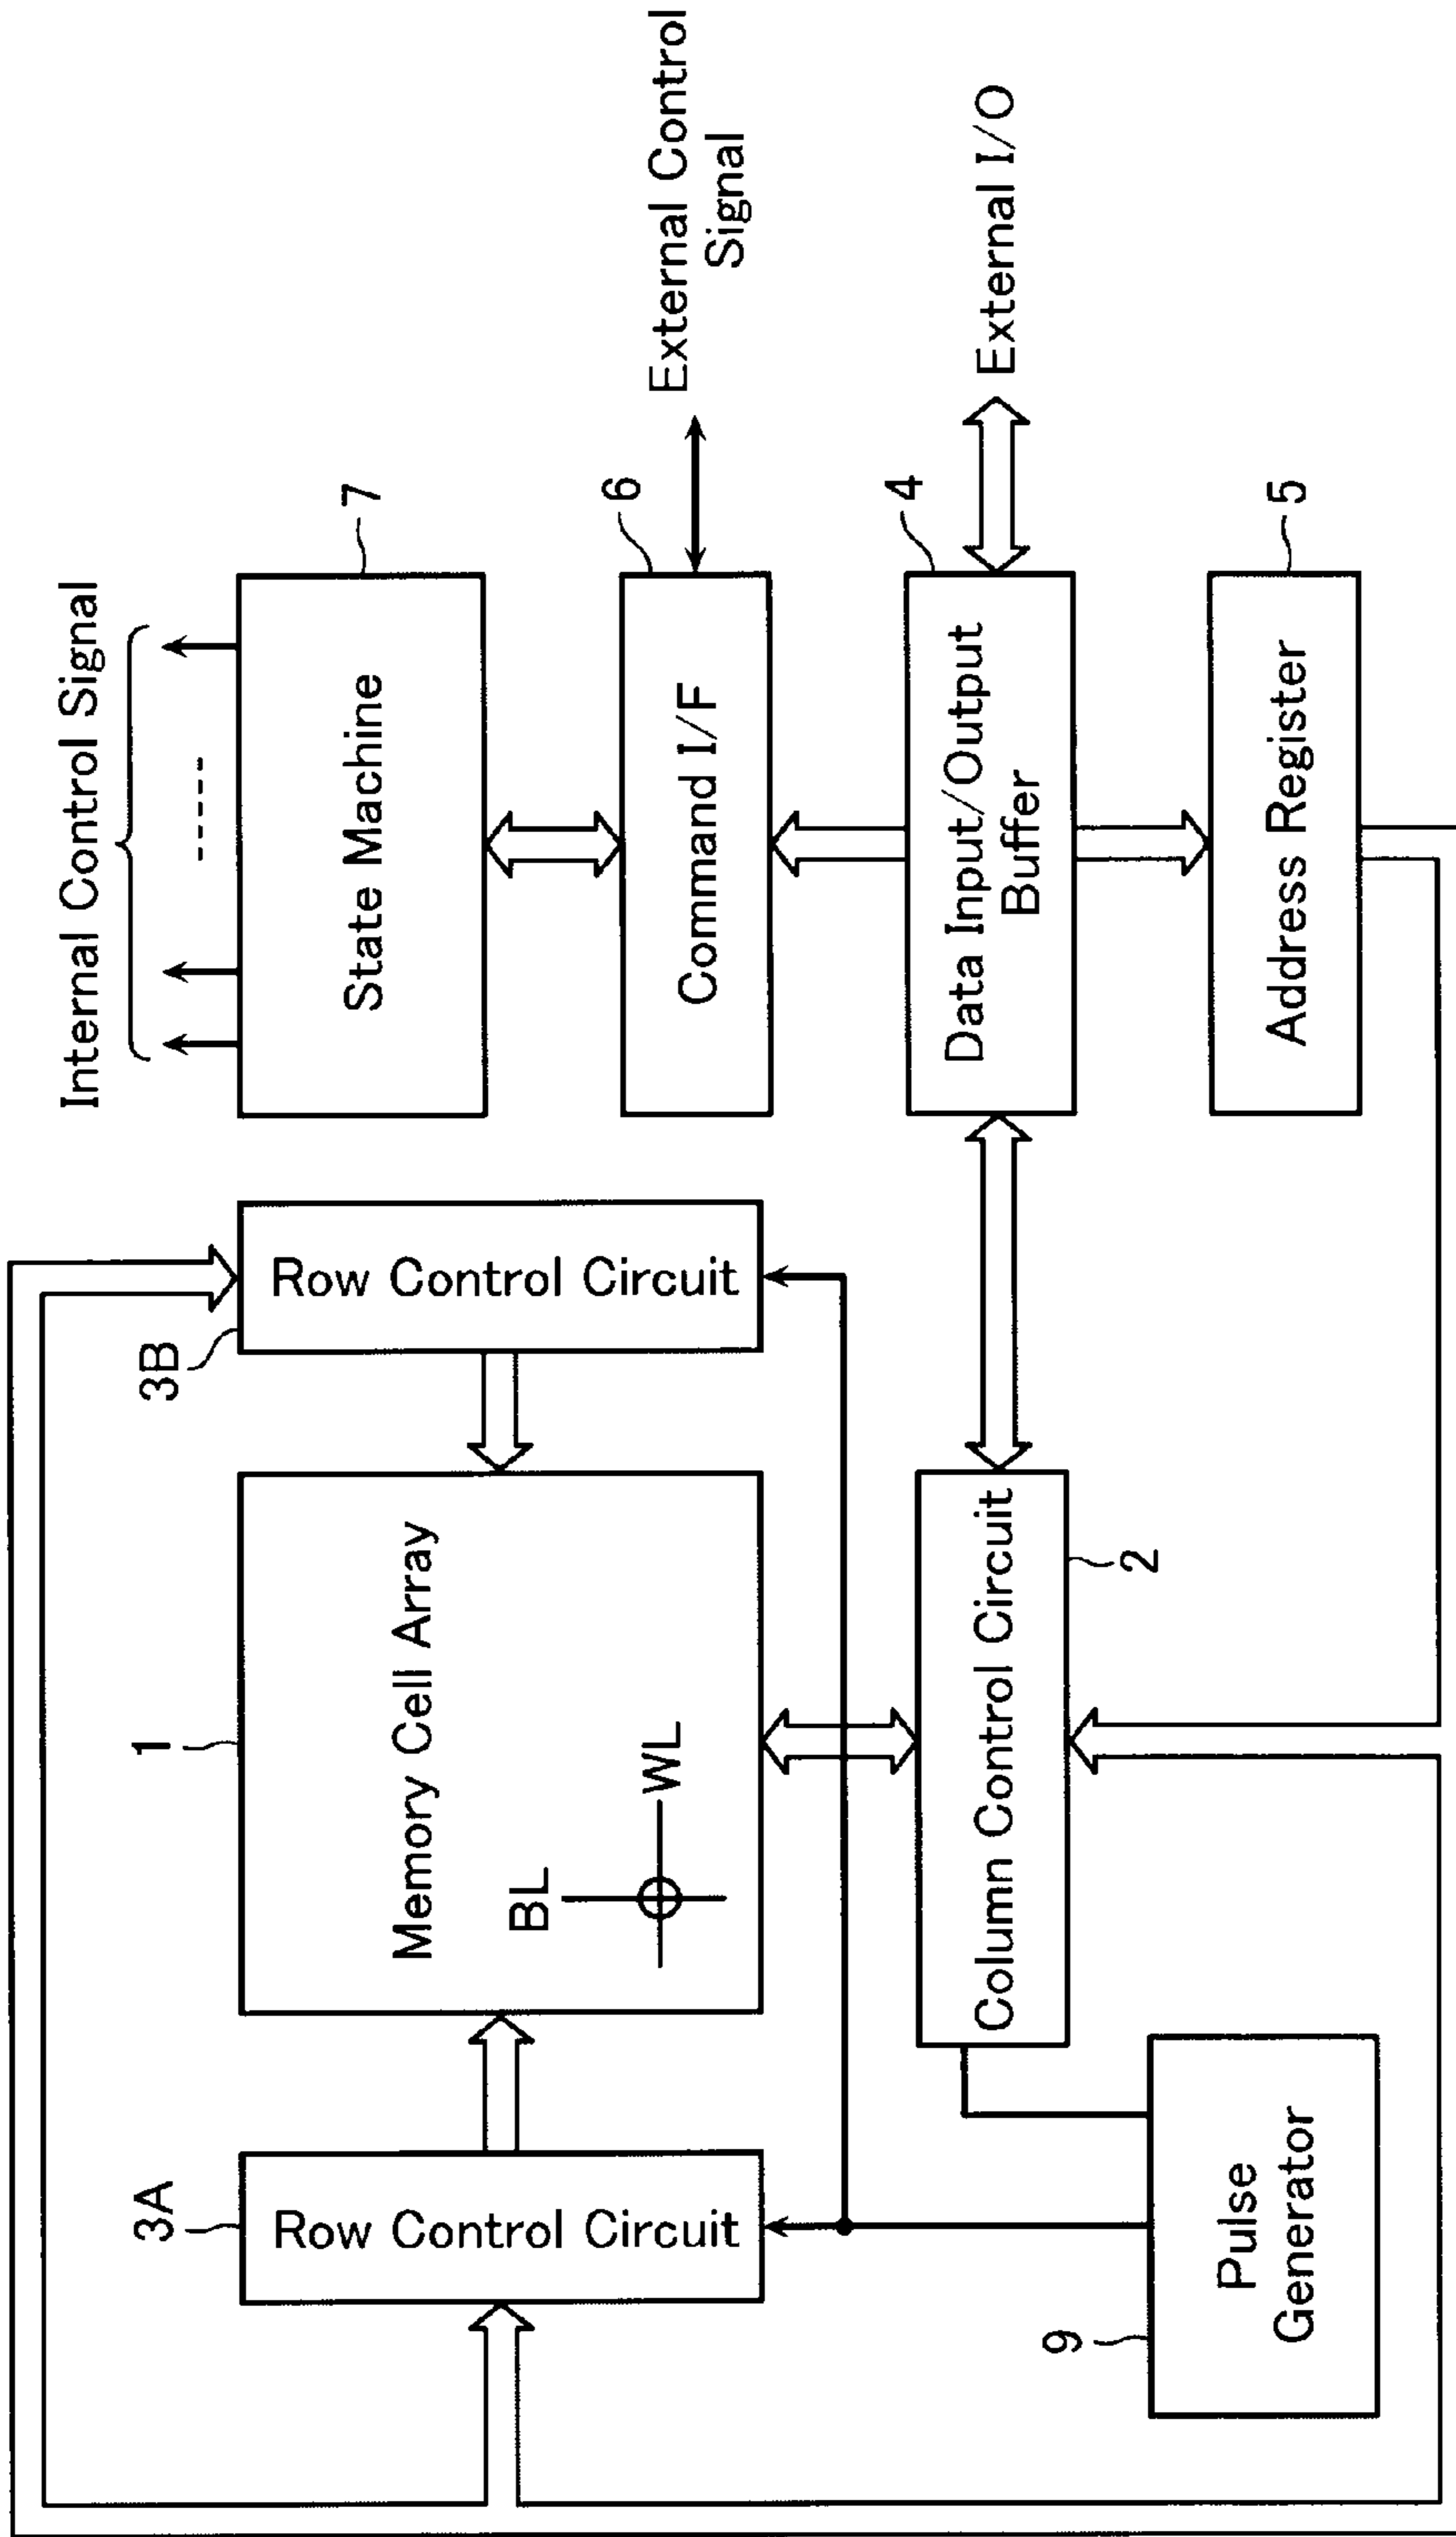 Internal Control Signal
-----
State Machine
7
Command I/F
6
External Control
Signal
Data Input/Output
Buffer
4
External I/O
Address Register
5
3A
Row Control Circuit
1
Memory Cell Array
BL
WL
3B
Row Control Circuit
Column Control Circuit
2
9
Pulse
Generator